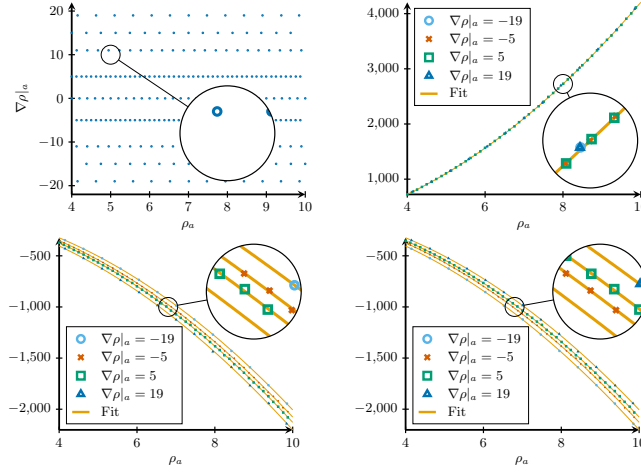 20
10
0
−10
−20
∇ρ|ₐ
4
5
6
7
8
9
10
ρₐ
4,000
3,000
2,000
1,000
∇ρ|ₐ = −19
∇ρ|ₐ = −5
∇ρ|ₐ = 5
∇ρ|ₐ = 19
Fit
4
6
8
10
ρₐ
−500
−1,000
−1,500
−2,000
∇ρ|ₐ = −19
∇ρ|ₐ = −5
∇ρ|ₐ = 5
∇ρ|ₐ = 19
Fit
4
6
8
10
ρₐ
−500
−1,000
−1,500
−2,000
∇ρ|ₐ = −19
∇ρ|ₐ = −5
∇ρ|ₐ = 5
∇ρ|ₐ = 19
Fit
4
6
8
10
ρₐ